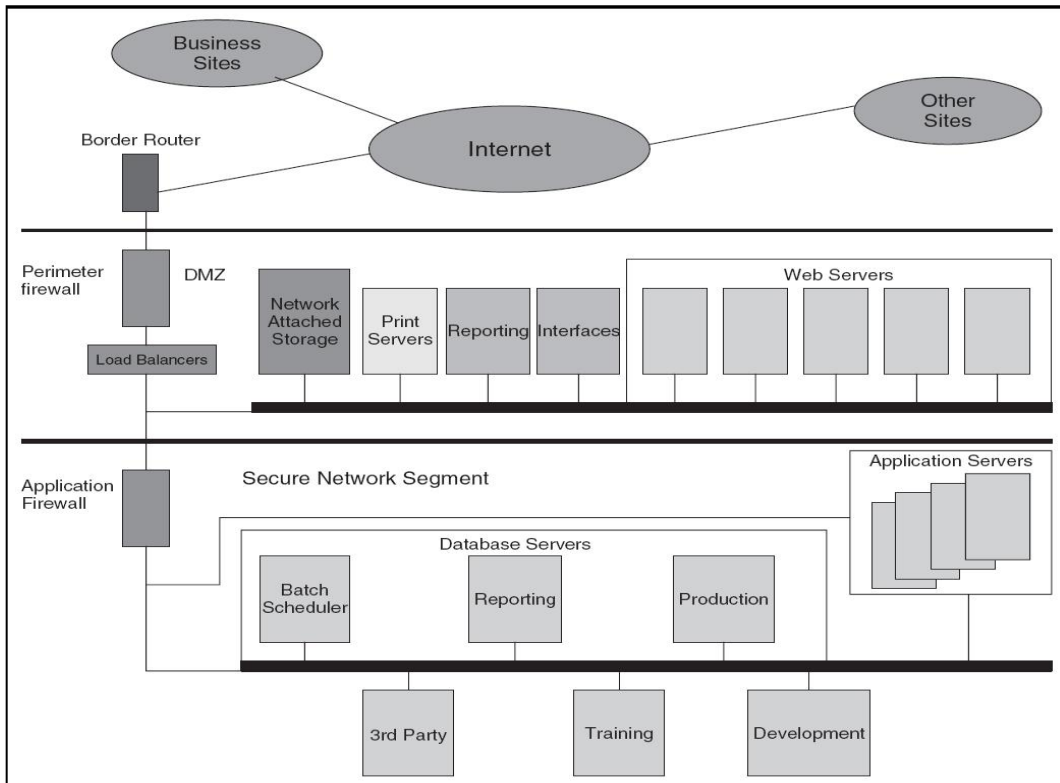 Business
Sites
Other
Sites
Border Router
Internet
Perimeter
firewall
DMZ
Web Servers
Network
Attached
Storage
Print
Servers
Reporting
Interfaces
Load Balancers
Application
Firewall
Secure Network Segment
Application Servers
Database Servers
Batch
Scheduler
Reporting
Production
3rd Party
Training
Development